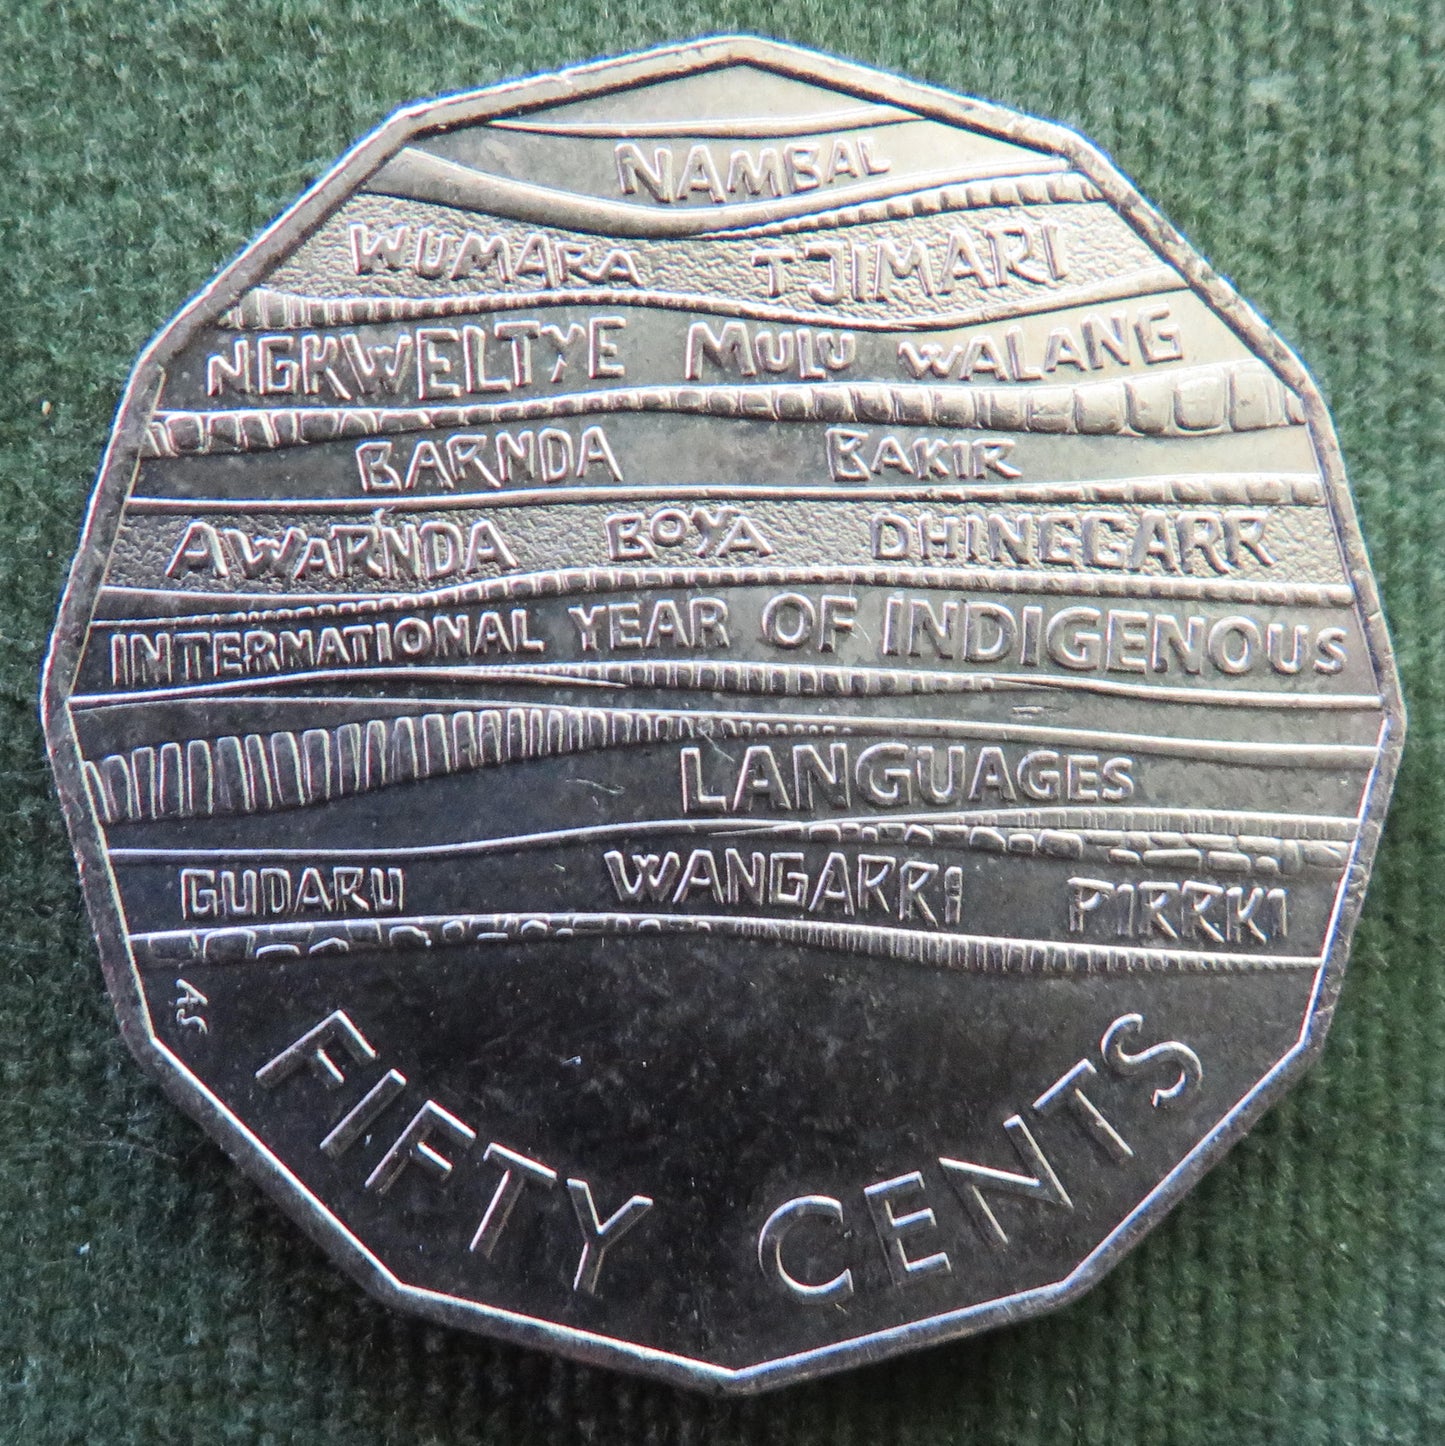 NAMBAL
WUMARA TJIMARI
NGKWELTYE MULU WALANG
BARNDA BAKIR
AWARNDA BOYA DHINGGARR
INTERNATIONAL YEAR OF INDIGENOUS
LANGUAGES
GUDARU WANGARRI PIRRKI
AS
FIFTY CENTS